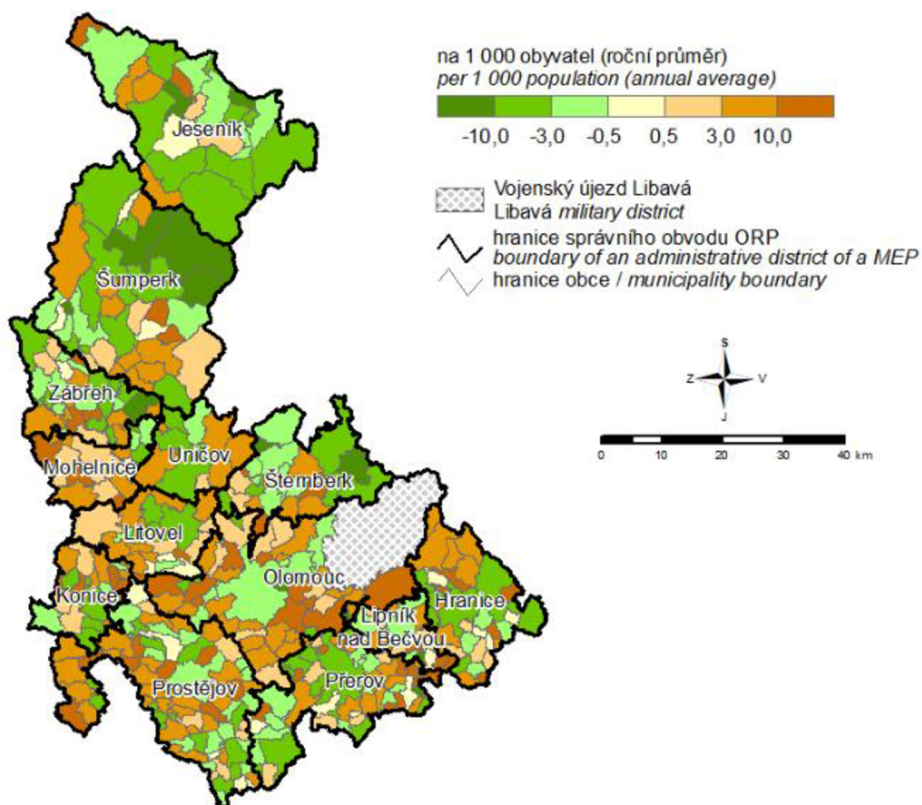 na 1 000 obyvatel (roční průměr)
per 1 000 population (annual average)
-10,0 -3,0 -0,5 0,5 3,0 10,0
Vojenský újezd Libavá
Libavá military district
hranice správního obvodu ORP
boundary of an administrative district of a MEP
hranice obce / municipality boundary
S
Z V
J
0 10 20 30 40 km
Jeseník
Šumperk
Zábřeh
Mohelnice
Uničov
Šternberk
Litovel
Olomouc
Konice
Lipník
nad Bečvou
Hranice
Prostějov
Přerov